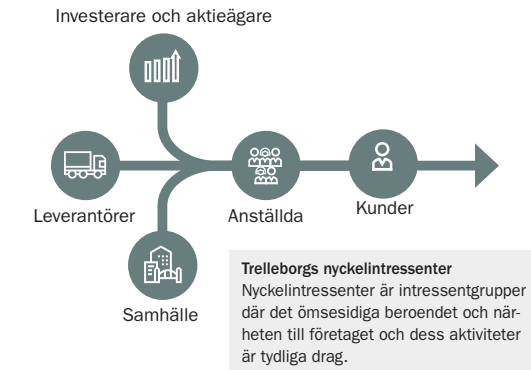 Investerare och aktieägare
Leverantörer
Anställda
Kunder
Samhälle
Trelleborgs nyckelintressenter
Nyckelintressenter är intressentgrupper
där det ömsesidiga beroendet och när-
heten till företaget och dess aktiviteter
är tydliga drag.